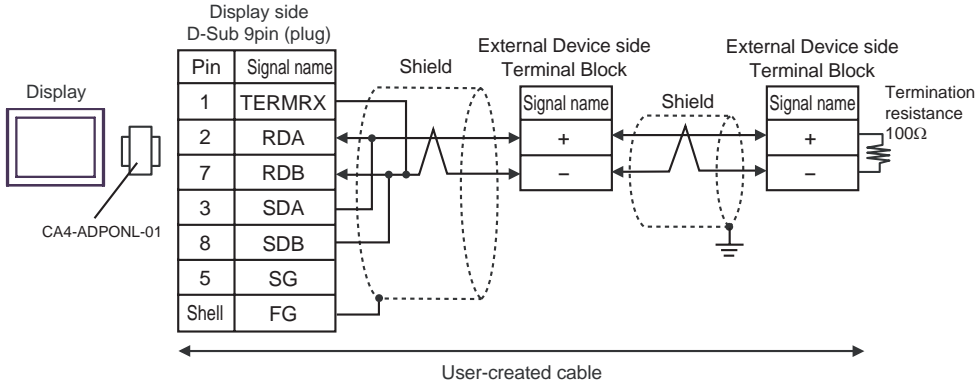 Display side
D-Sub 9pin (plug)
Pin Signal name
1 TERMRX
2 RDA
7 RDB
3 SDA
8 SDB
5 SG
Shell FG
Display
CA4-ADPONL-01
Shield
External Device side
Terminal Block
Signal name
+
−
Shield
External Device side
Terminal Block
Signal name
+
−
Termination
resistance
100Ω
User-created cable